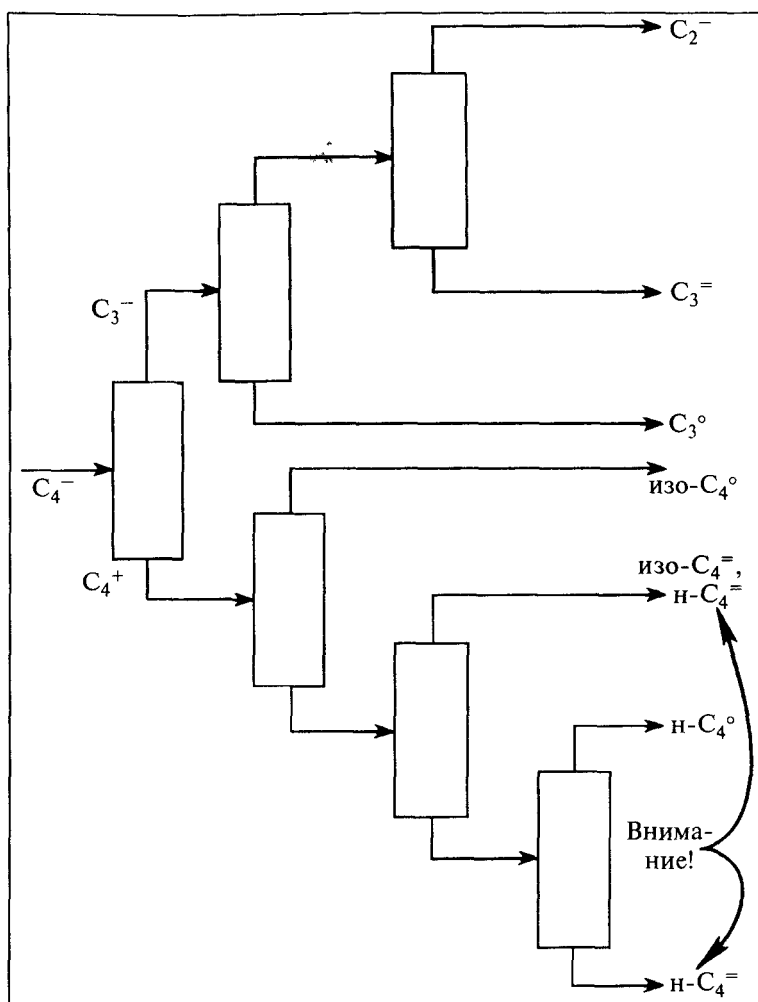 C₂⁻
C₃⁼
C₃⁻
C₃°
C₄⁻
изо-C₄°
C₄⁺
изо-C₄⁼,
н-C₄⁼
н-C₄°
Внима-
ние!
н-C₄⁼